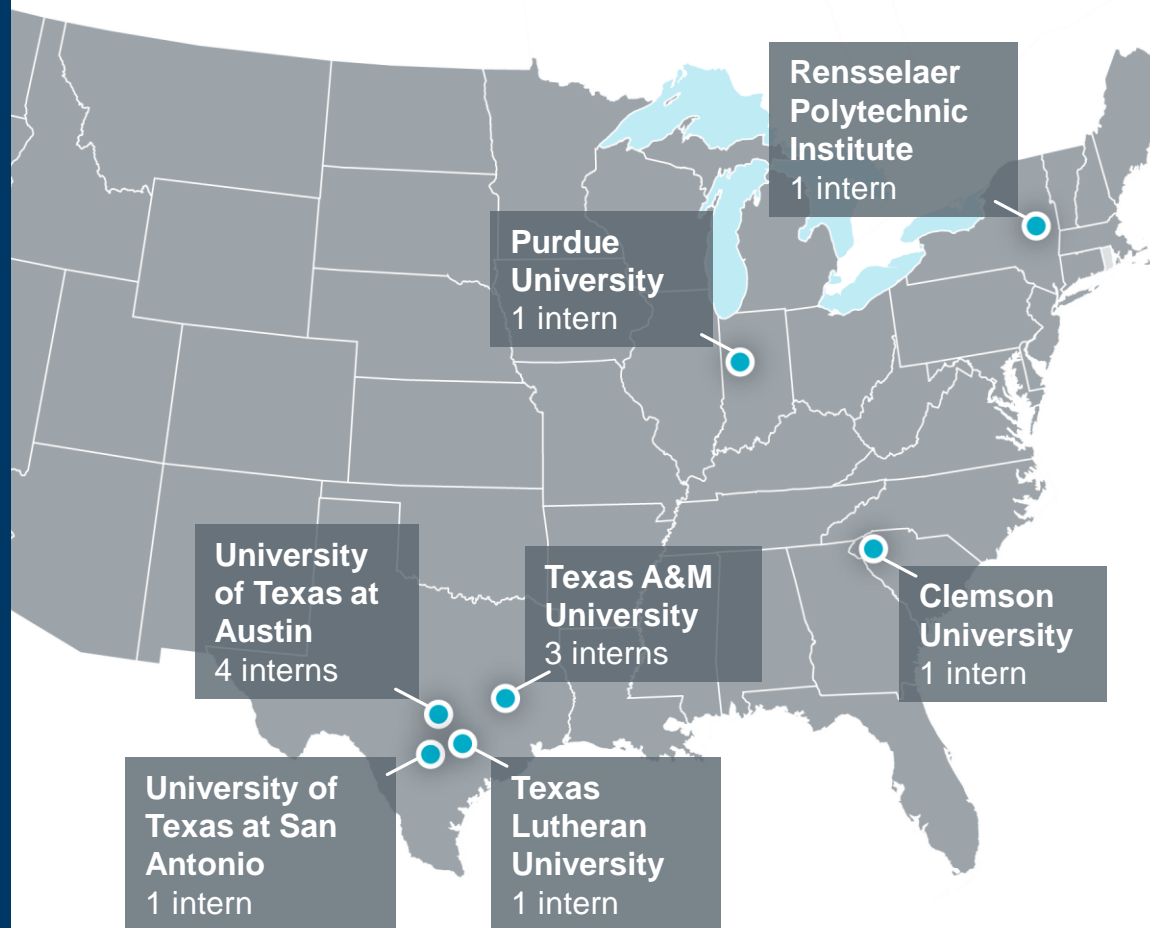 Rensselaer
Polytechnic
Institute
1 intern
Purdue
University
1 intern
University
of Texas at
Austin
4 interns
Texas A&M
University
3 interns
Clemson
University
1 intern
University of
Texas at San
Antonio
1 intern
Texas
Lutheran
University
1 intern